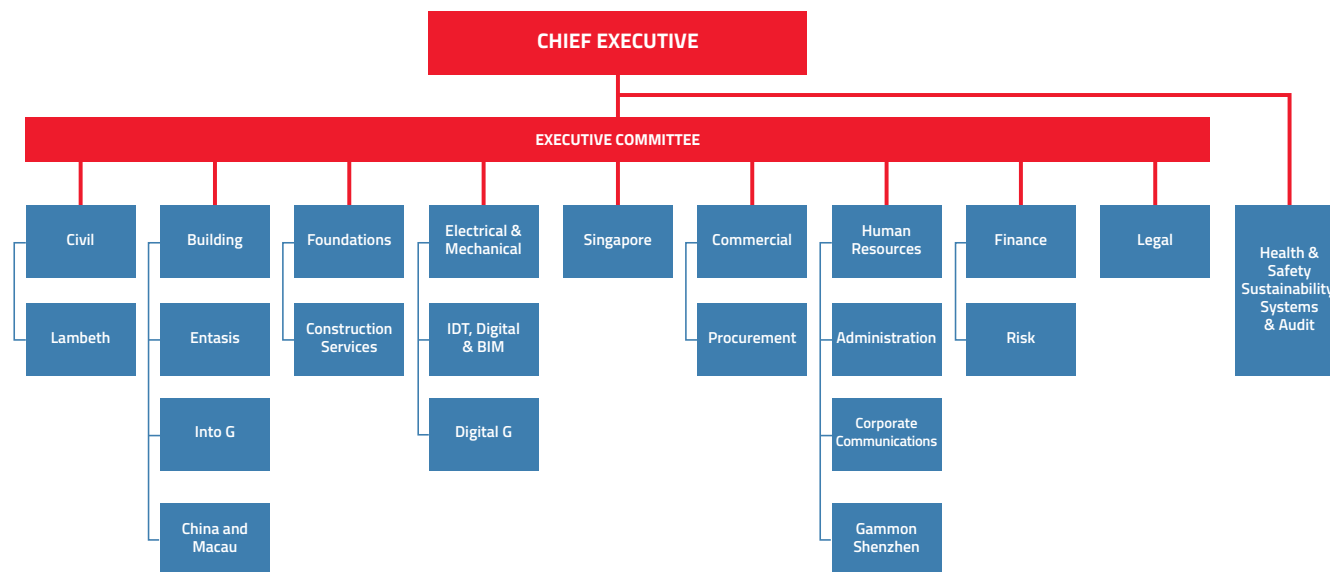 CHIEF EXECUTIVE
EXECUTIVE COMMITTEE
Civil
Building
Foundations
Electrical &
Mechanical
Singapore
Commercial
Human
Resources
Finance
Legal
Health &
Safety
Sustainability
Systems
& Audit
Lambeth
Entasis
Construction
Services
IDT, Digital
& BIM
Procurement
Administration
Risk
Into G
Digital G
Corporate
Communications
China and
Macau
Gammon
Shenzhen